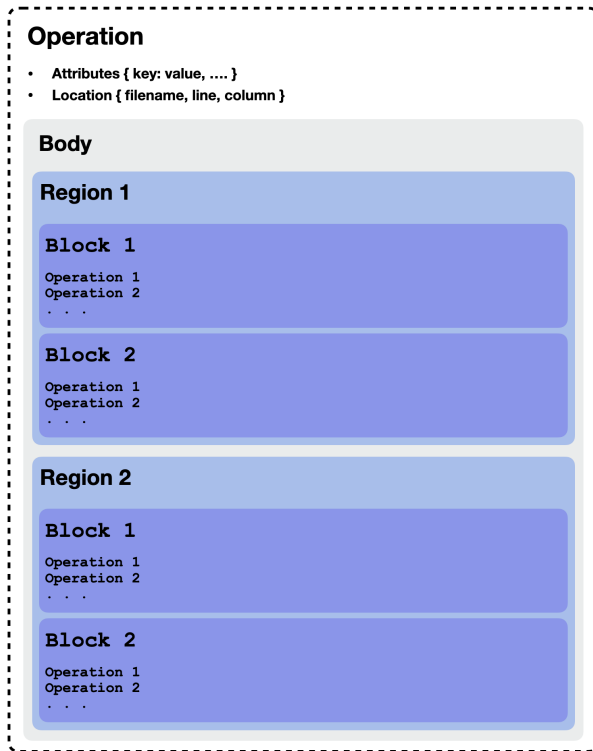 Operation
• Attributes { key: value, .... }
• Location { filename, line, column }
Body
Region 1
Block 1
Operation 1
Operation 2
. . .
Block 2
Operation 1
Operation 2
. . .
Region 2
Block 1
Operation 1
Operation 2
. . .
Block 2
Operation 1
Operation 2
. . .